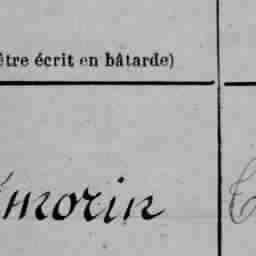 être écrit en bâtarde)
morin